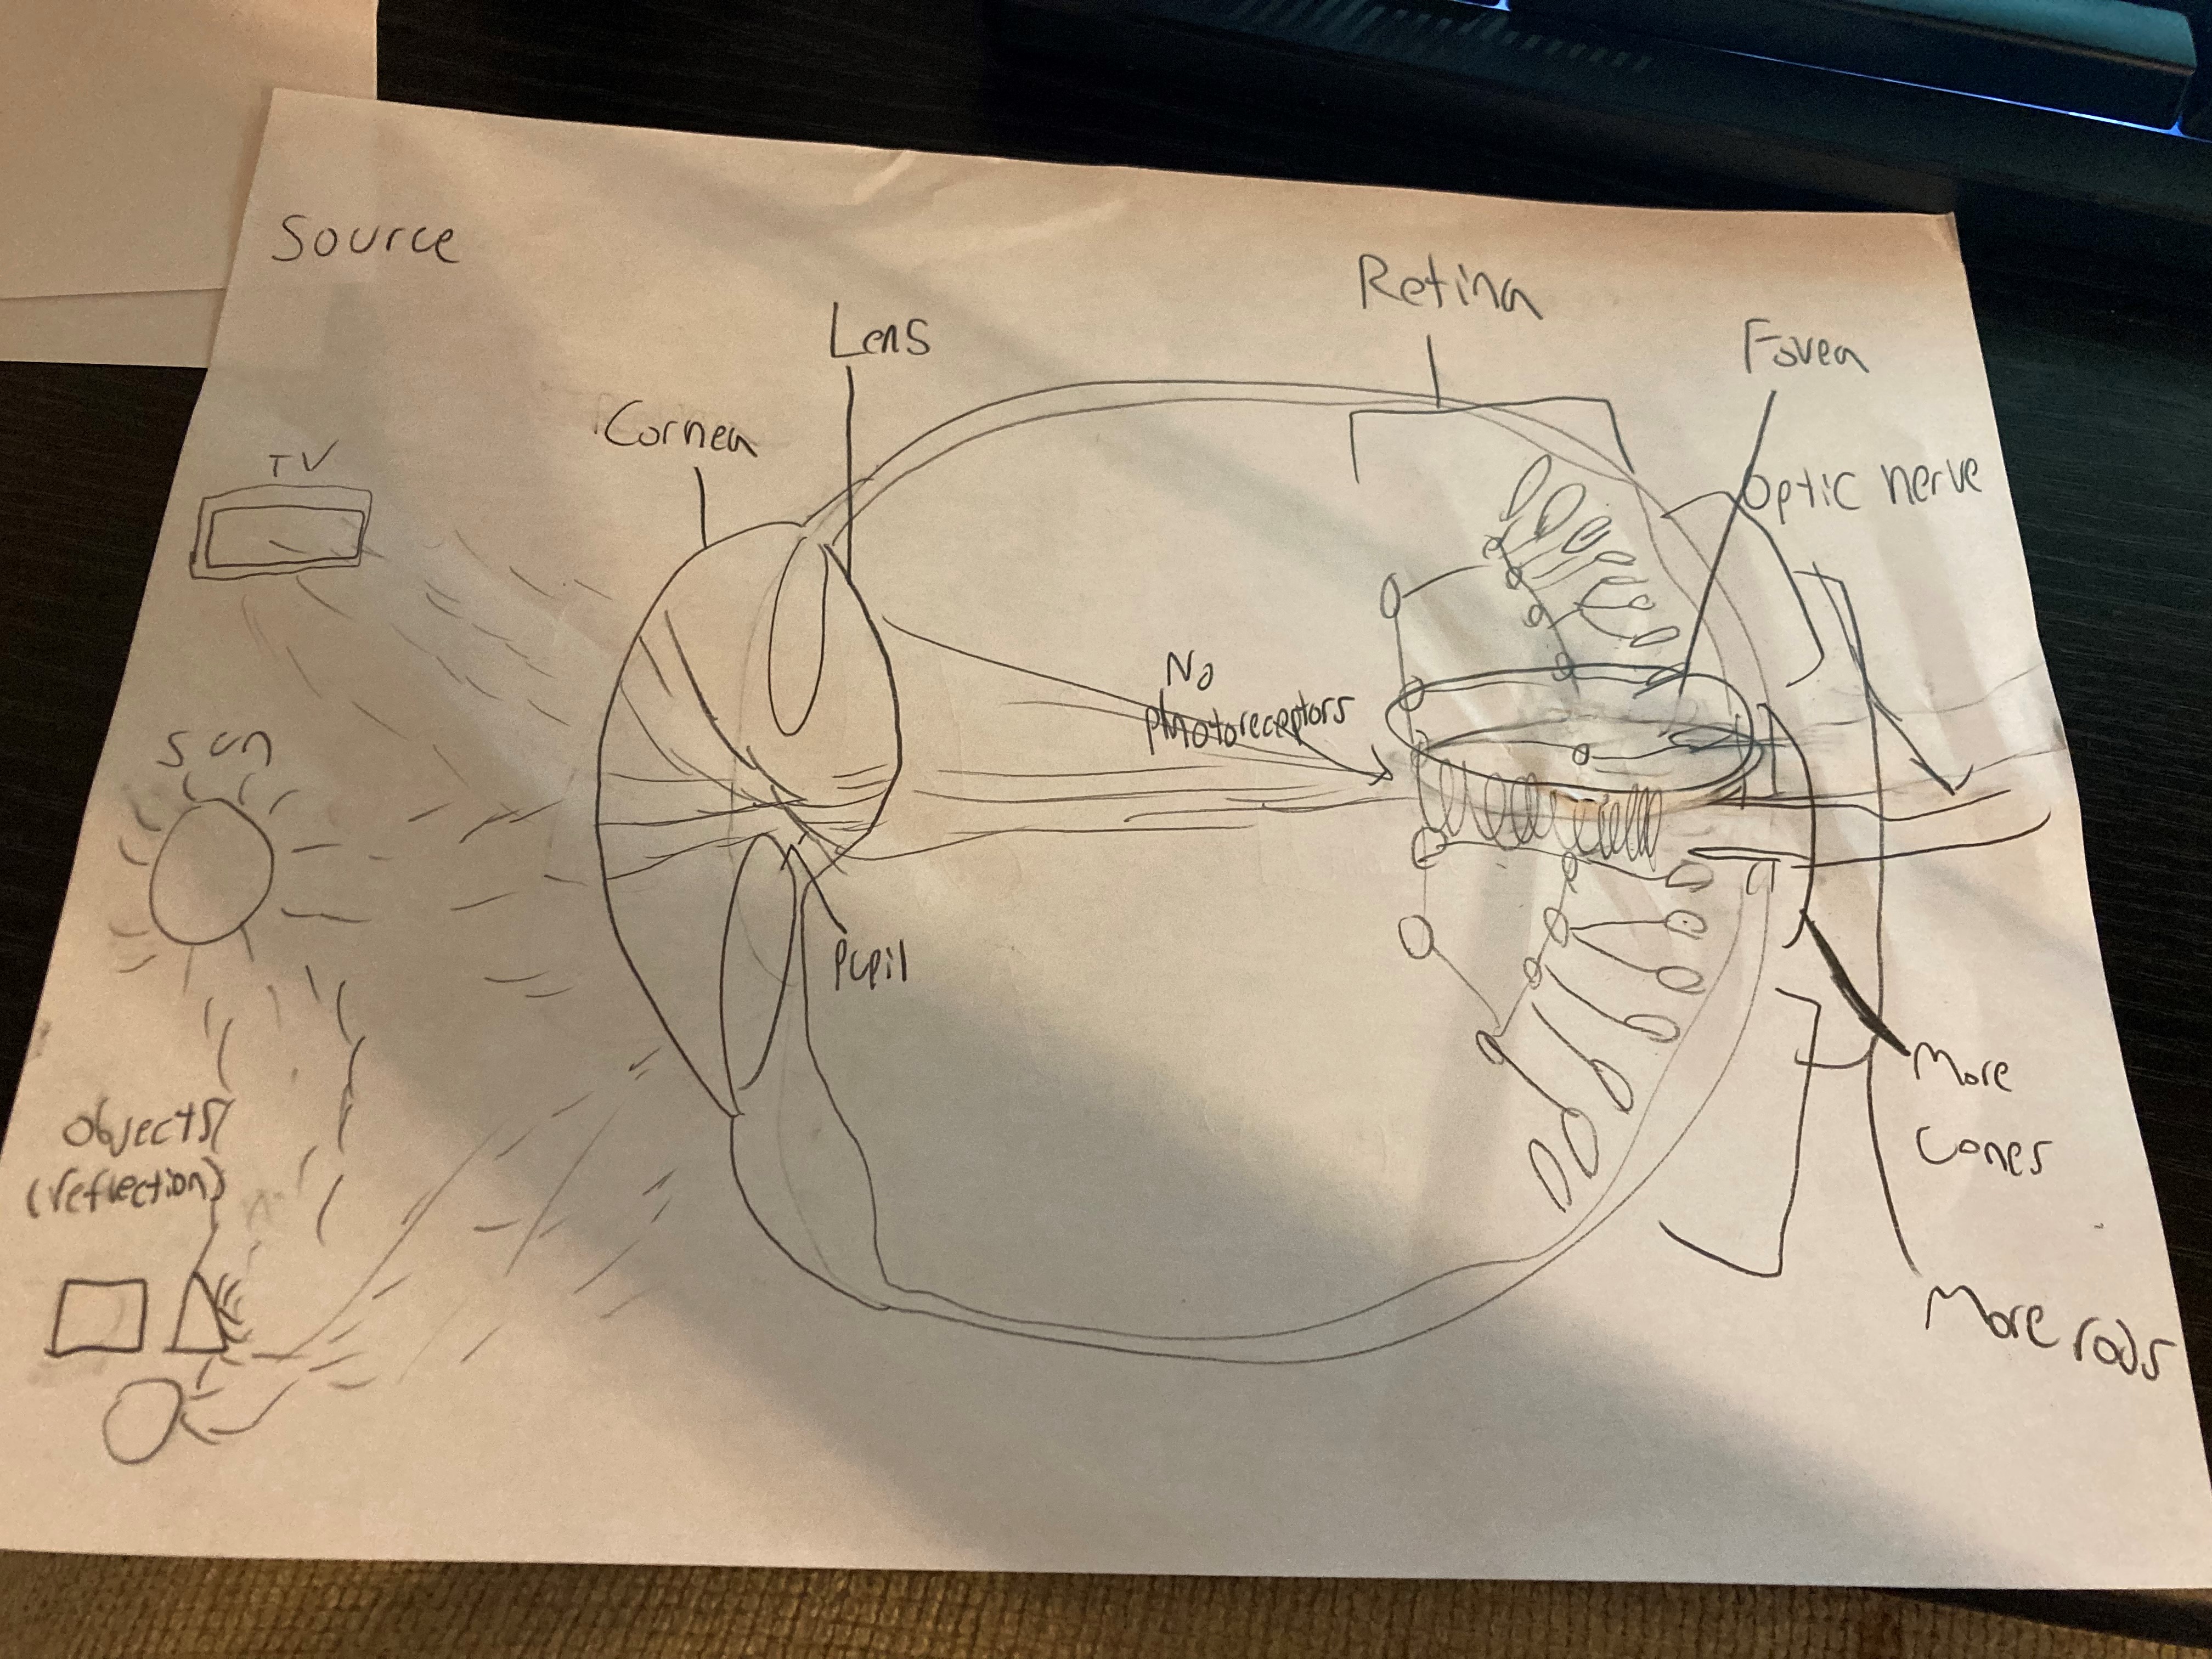 Source
Retina
Lens
Fovea
Cornea
TV
Optic nerve
No
photoreceptors
Sun
Pupil
More
Cones
Objects
(reflection)
More rods